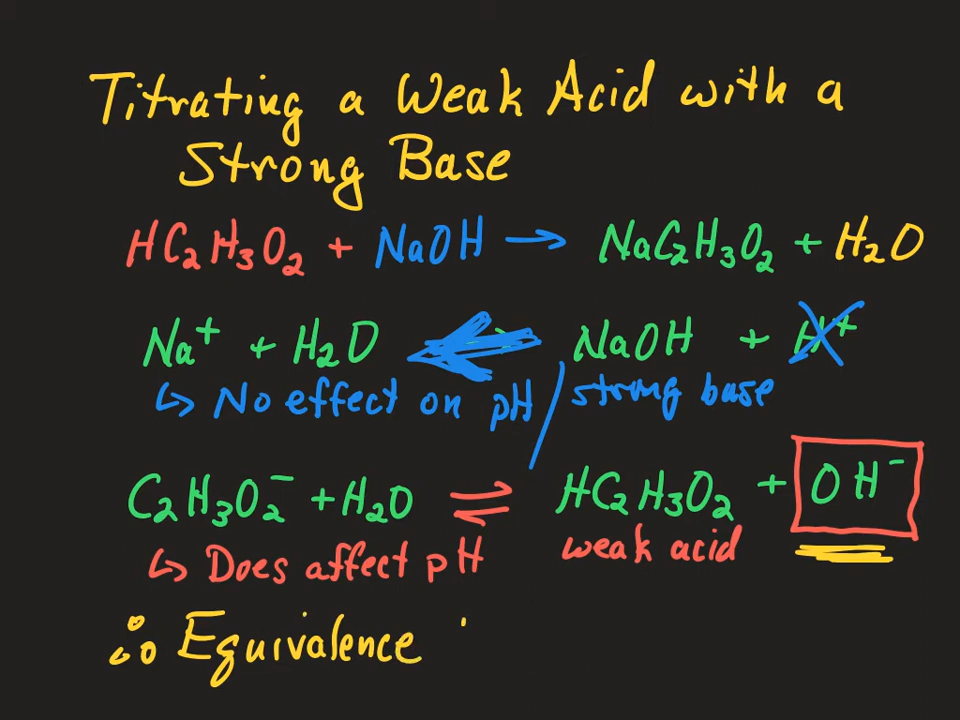 Titrating a Weak Acid with a
Strong Base
HC₂H₃O₂ + NaOH → NaC₂H₃O₂ + H₂O
Na⁺ + H₂O ← NaOH + H⁺
↳ No effect on pH / strong base
C₂H₃O₂⁻ + H₂O ⇌ HC₂H₃O₂ + OH⁻
↳ Does affect pH weak acid
∴ Equivalence